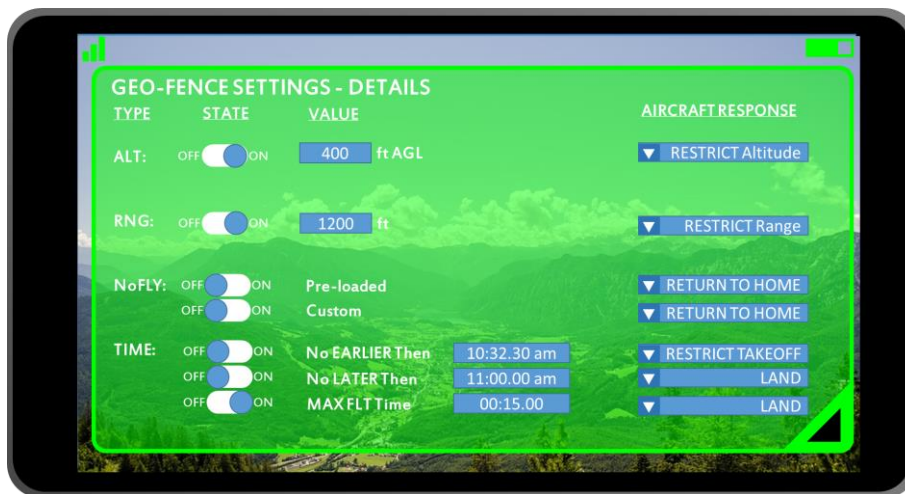 GEO-FENCE SETTINGS - DETAILS
TYPE STATE VALUE AIRCRAFT RESPONSE
ALT: OFF ON 400 ft AGL RESTRICT Altitude
RNG: OFF ON 1200 ft RESTRICT Range
NoFLY: OFF ON Pre-loaded RETURN TO HOME
OFF ON Custom RETURN TO HOME
TIME: OFF ON No EARLIER Then 10:32.30 am RESTRICT TAKEOFF
OFF ON No LATER Then 11:00.00 am LAND
OFF ON MAX FLT Time 00:15.00 LAND